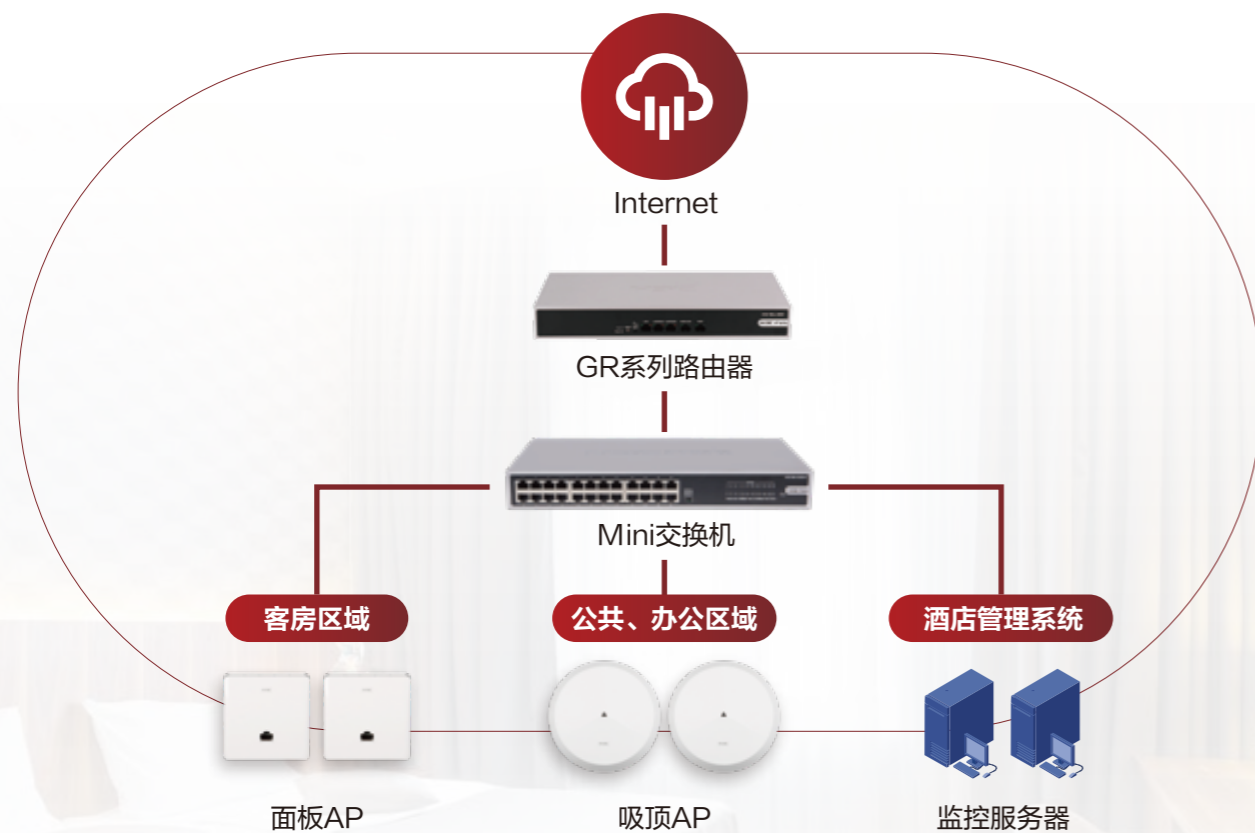 Internet
GR系列路由器
Mini交换机
客房区域
公共、办公区域
酒店管理系统
面板AP
吸顶AP
监控服务器